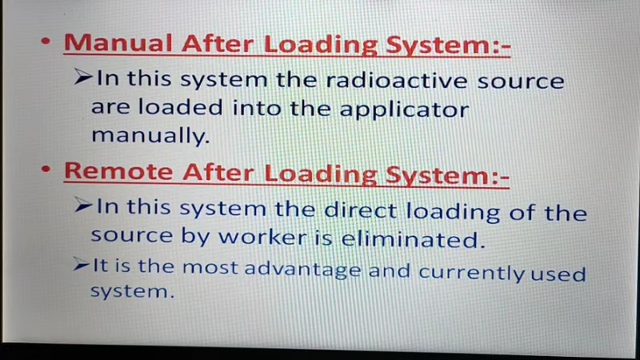 • Manual After Loading System:-
➢In this system the radioactive source
are loaded into the applicator
manually.
• Remote After Loading System:-
➢In this system the direct loading of the
source by worker is eliminated.
➢It is the most advantage and currently used
system.